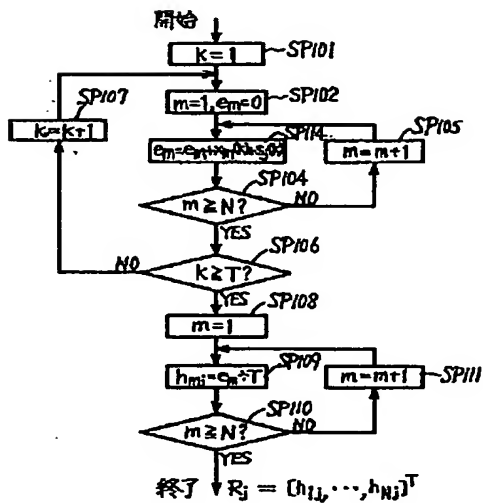 開始
k=1
SP101
SP107
k=k+1
m=1, em=0
SP102
SP114
SP105
m=m+1
SP104
m≧N?
NO
YES
SP106
k≧T?
NO
YES
SP108
m=1
SP109
hmj=em÷T
m=m+1
SP111
SP110
m≧N?
NO
YES
終了 Rj = [h1j, ⋯, hNj]T